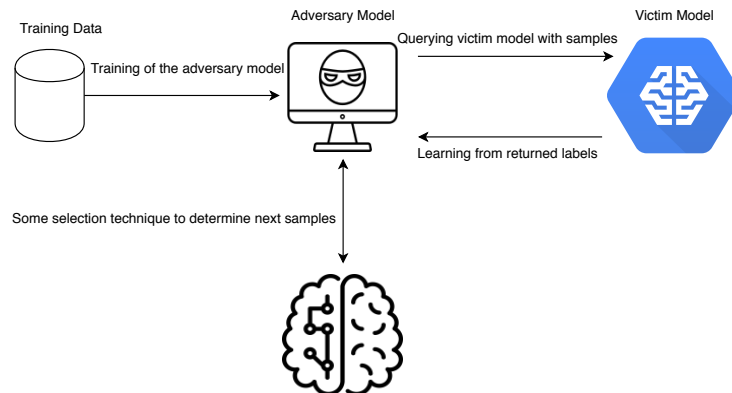 Training Data
Adversary Model
Victim Model
Querying victim model with samples
Training of the adversary model
Learning from returned labels
Some selection technique to determine next samples